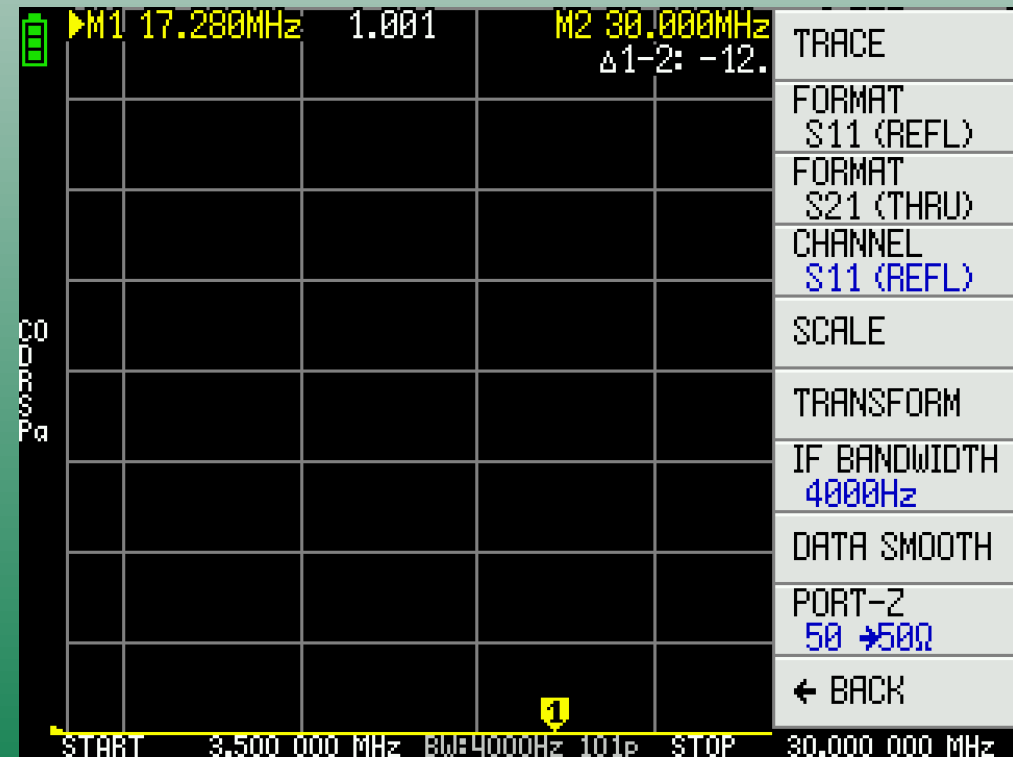 M1 17.280MHz 1.001 M2 30.000MHz
Δ1-2: -12.
TRACE
FORMAT
S11 (REFL)
FORMAT
S21 (THRU)
CHANNEL
S11 (REFL)
SCALE
TRANSFORM
IF BANDWIDTH
4000Hz
DATA SMOOTH
PORT-Z
50 →50Ω
← BACK
C0
D
R
S
Pa
1
START 3.500 000 MHz BW:4000Hz 101p STOP 30.000 000 MHz